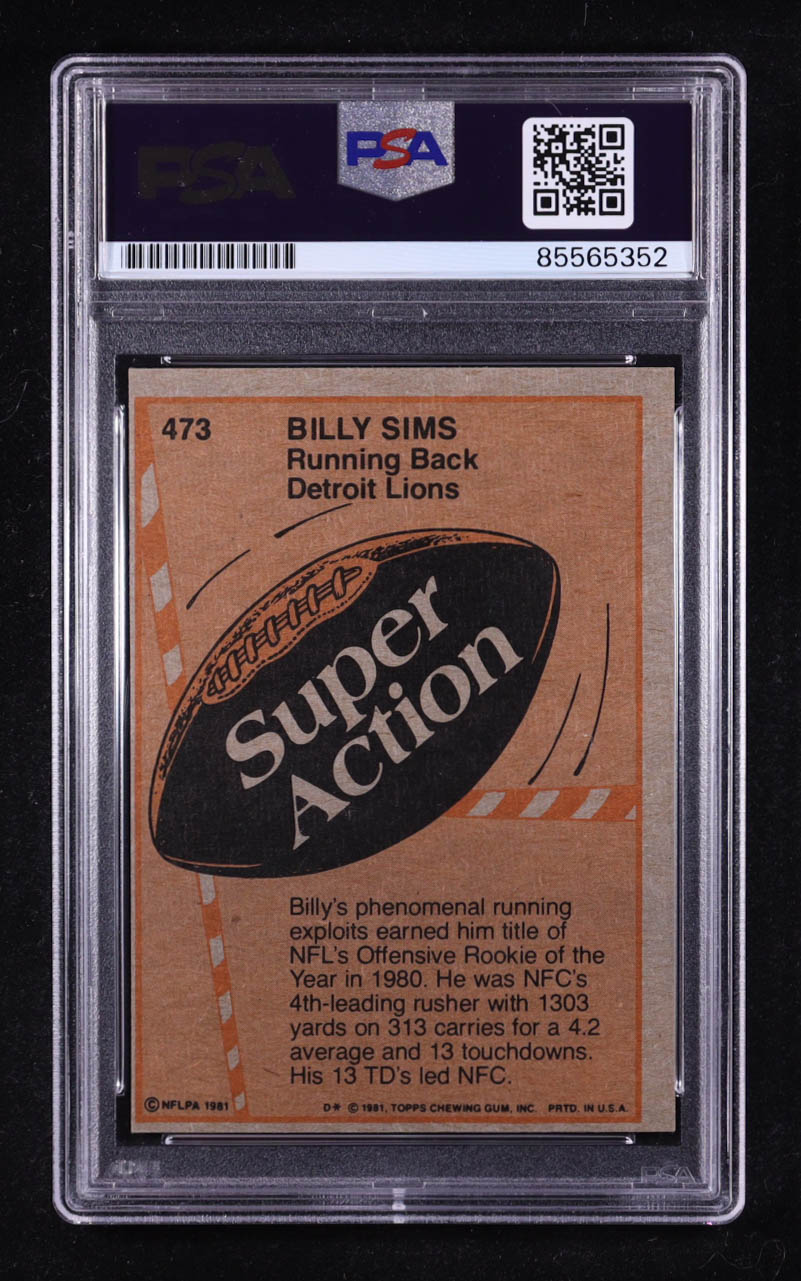 PSA
PSA
85565352
473
BILLY SIMS
Running Back
Detroit Lions
Super
Action
Billy's phenomenal running
exploits earned him title of
NFL's Offensive Rookie of the
Year in 1980. He was NFC's
4th-leading rusher with 1303
yards on 313 carries for a 4.2
average and 13 touchdowns.
His 13 TD's led NFC.
© NFLPA 1981
D* © 1981, TOPPS CHEWING GUM, INC. PRTD. IN U.S.A.
PSA